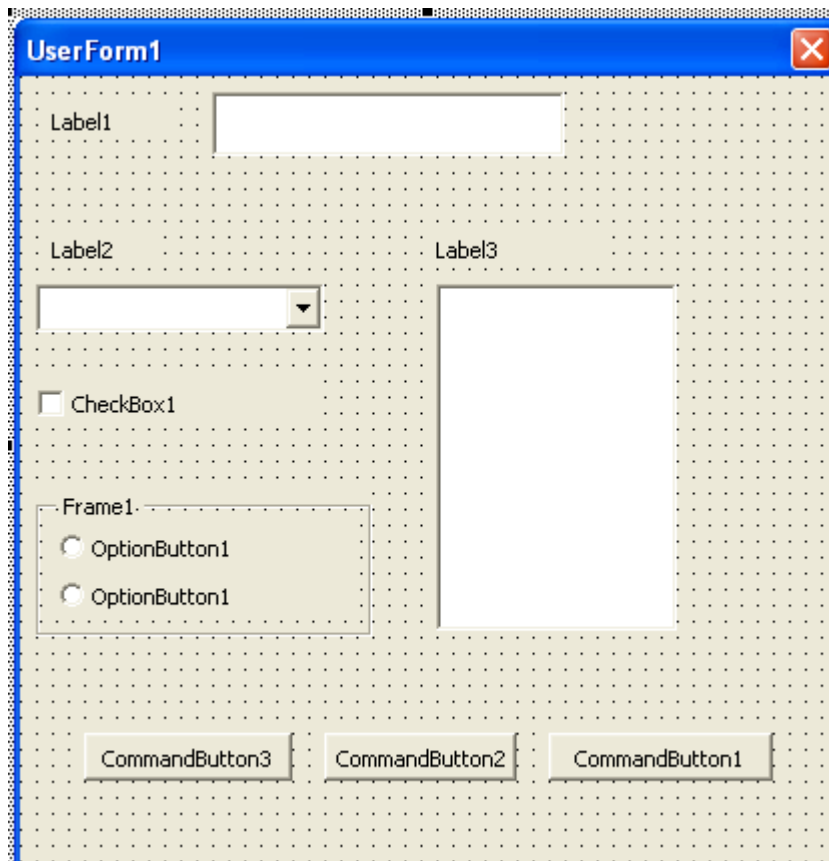 UserForm1
Label1
Label2
Label3
CheckBox1
Frame1
OptionButton1
OptionButton1
CommandButton3
CommandButton2
CommandButton1